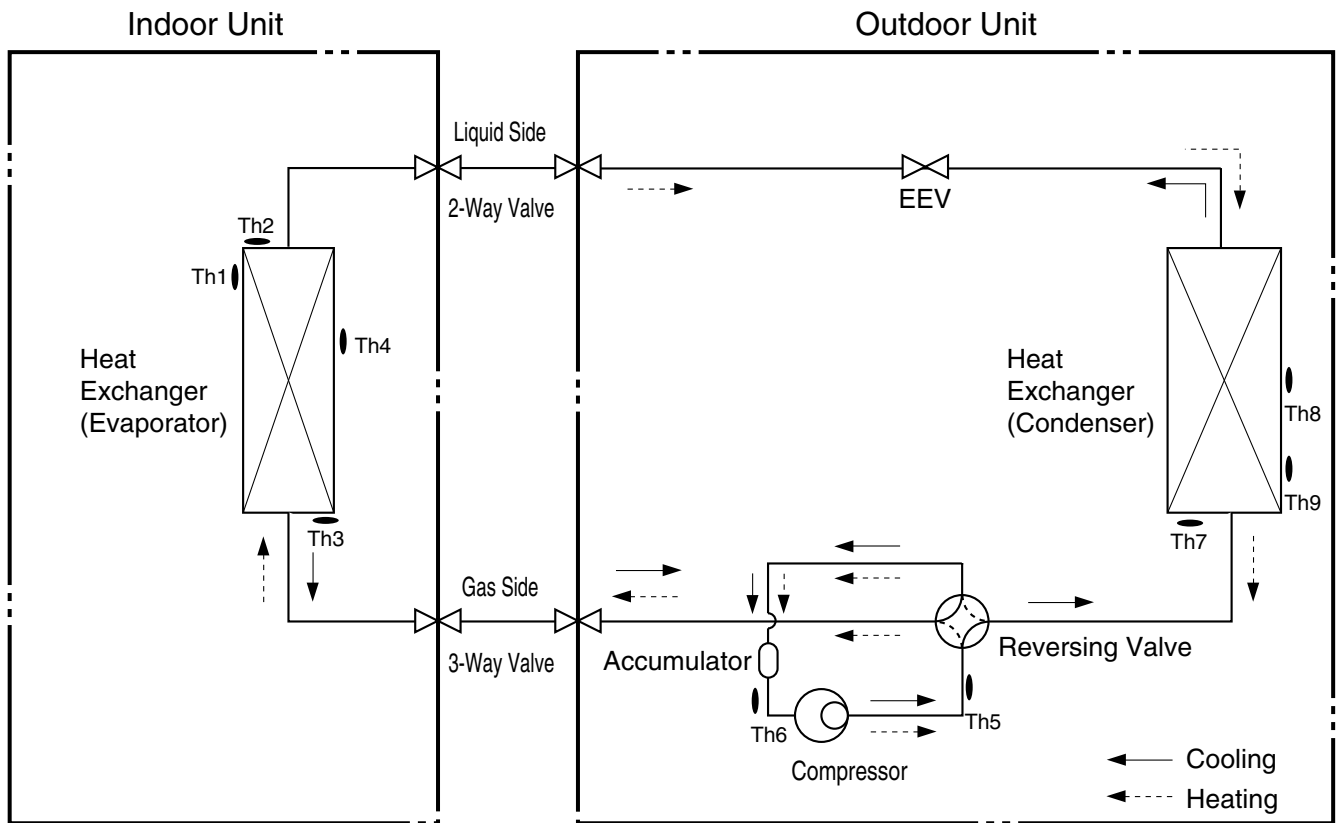 Indoor Unit
Outdoor Unit
Liquid Side
2-Way Valve
EEV
Th2
Th1
Th4
Heat
Exchanger
(Evaporator)
Heat
Exchanger
(Condenser)
Th8
Th9
Th3
Th7
Gas Side
3-Way Valve
Accumulator
Reversing Valve
Th6
Th5
Compressor
Cooling
Heating